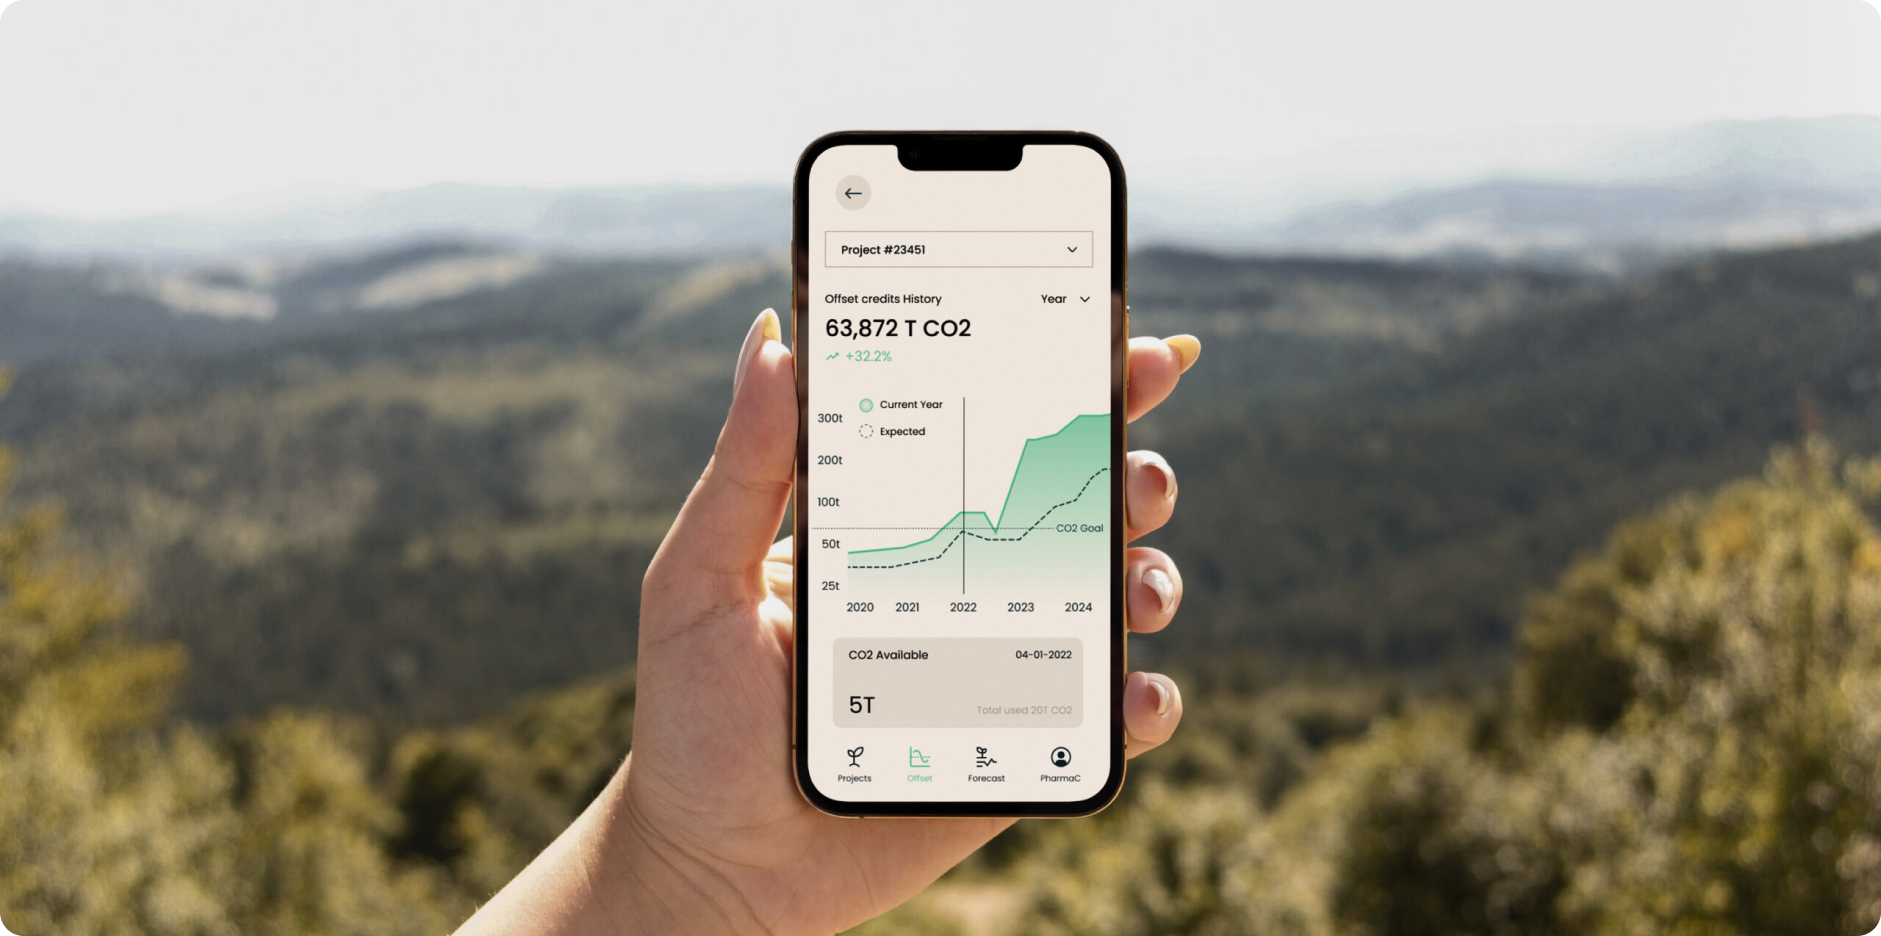 Project #23451
Offset credits History Year
63,872 T CO2
+32.2%
Current Year
Expected
300t
200t
100t
CO2 Goal
50t
25t
2020 2021 2022 2023 2024
CO2 Available 04-01-2022
5T Total used 20T CO2
Projects Offset Forecast PharmaC